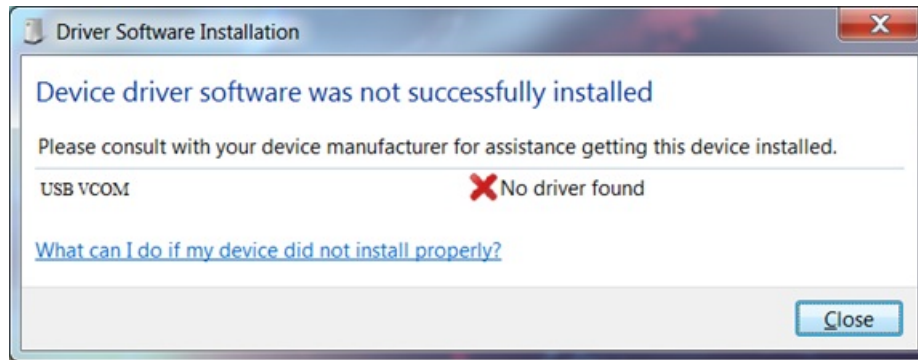 Driver Software Installation
X
Device driver software was not successfully installed
Please consult with your device manufacturer for assistance getting this device installed.
USB VCOM No driver found
What can I do if my device did not install properly?
Close